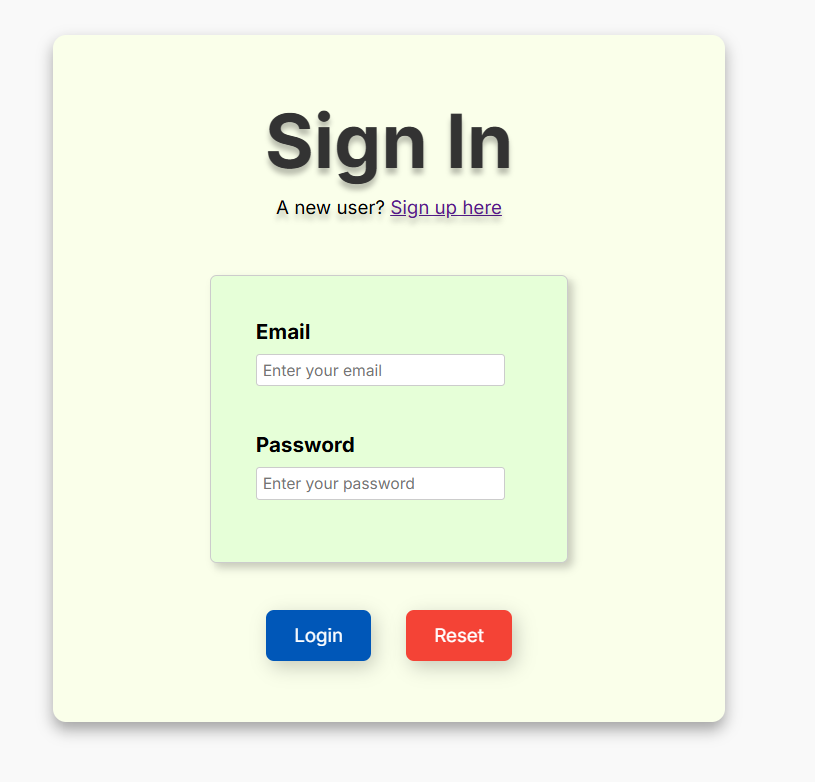 Sign In
A new user? Sign up here
Email
Enter your email
Password
Enter your password
Login Reset